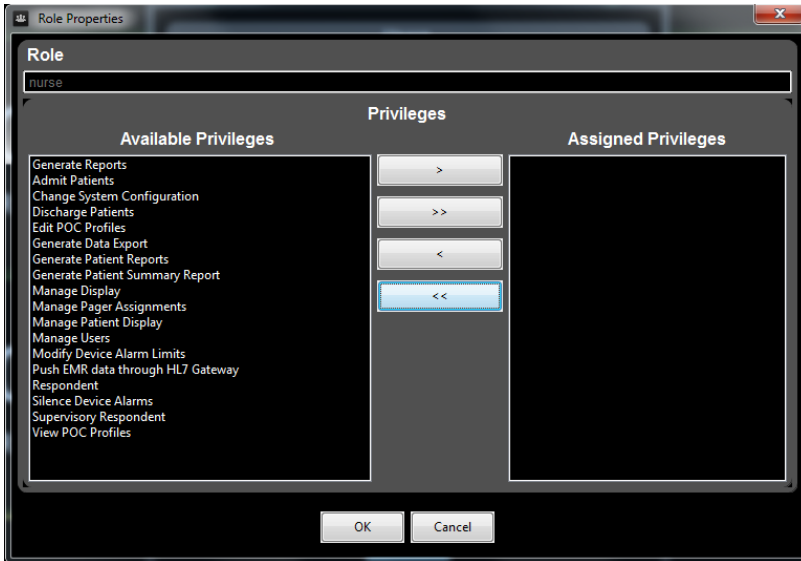 Role Properties
x
Role
nurse
Privileges
Available Privileges
Assigned Privileges
Generate Reports
Admit Patients
Change System Configuration
Discharge Patients
Edit POC Profiles
Generate Data Export
Generate Patient Reports
Generate Patient Summary Report
Manage Display
Manage Pager Assignments
Manage Patient Display
Manage Users
Modify Device Alarm Limits
Push EMR data through HL7 Gateway
Respondent
Silence Device Alarms
Supervisory Respondent
View POC Profiles
>
>>
<
<<
OK
Cancel